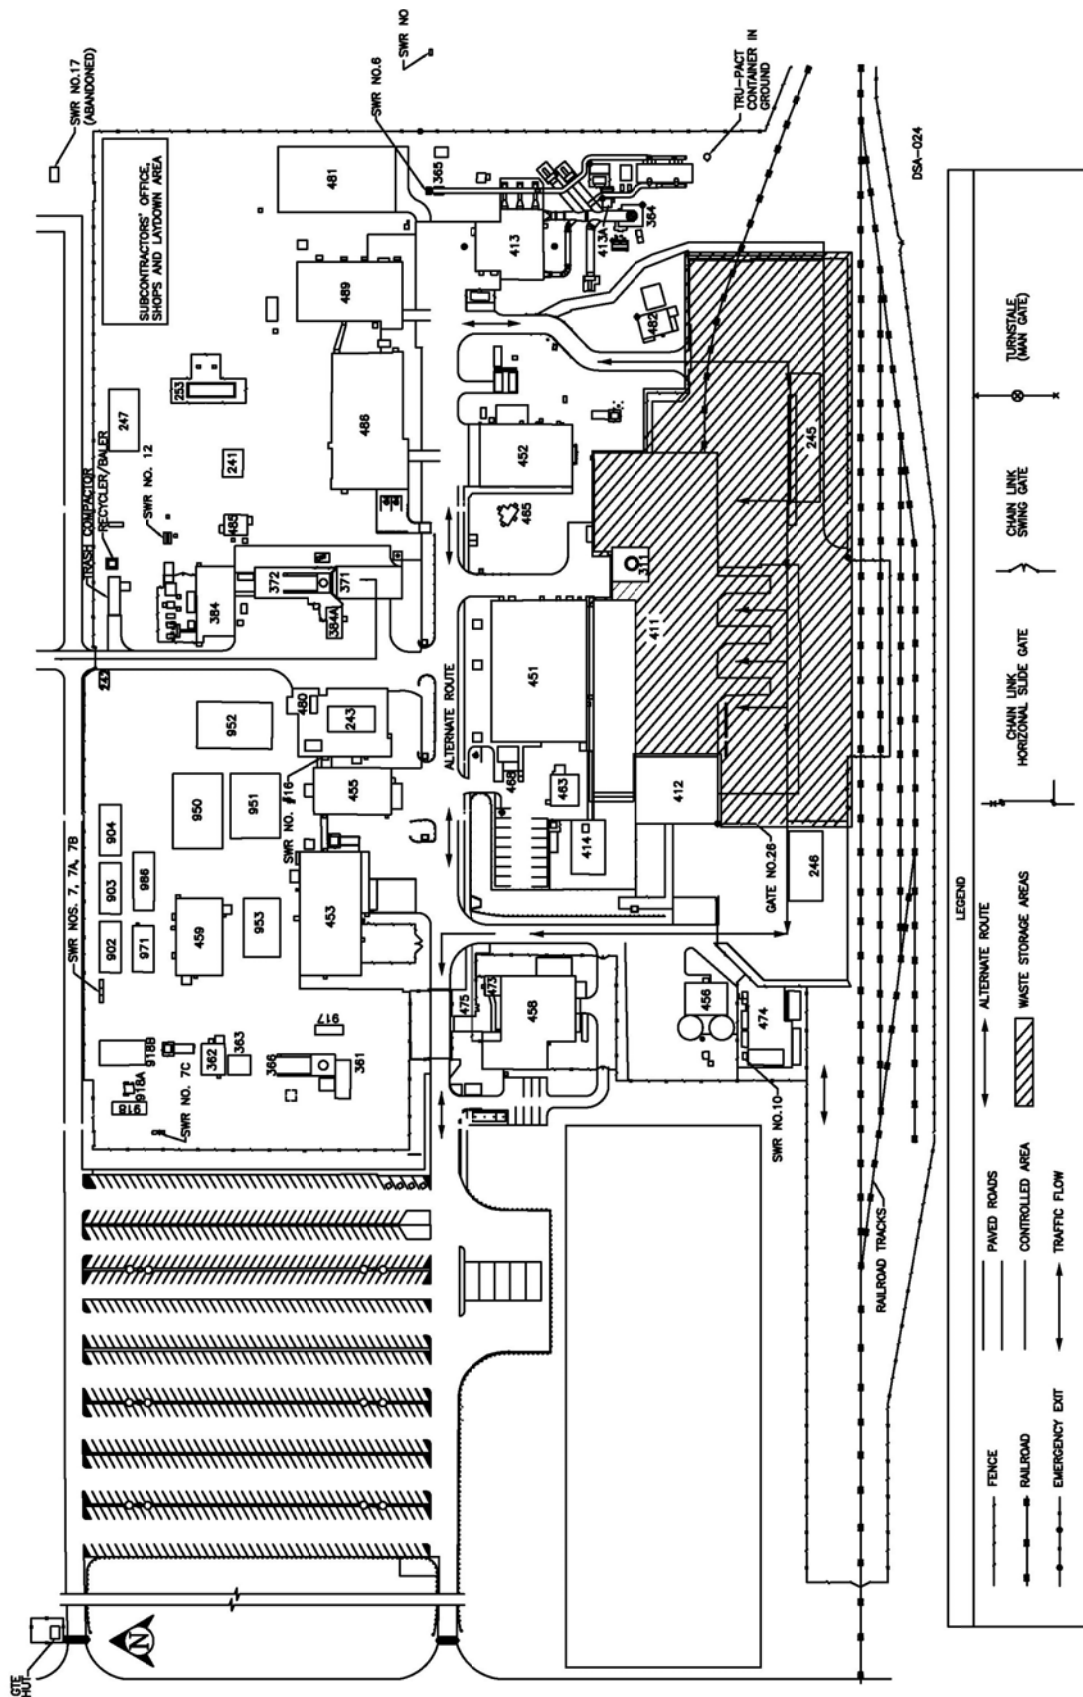 SWR NO.17
(ABANDONED)
SUBCONTRACTORS' OFFICE,
SHOPS AND LAYDOWN AREA
SWR NO
SWR NO.6
TRU-PACT
CONTAINER IN
GROUND
DSA-024
481
365
489
413
413A
364
482
253
247
241
486
485
452
465
245
TRASH COMPACTOR
RECYCLER/BALER
SWR NO. 12
384
372
371
384A
311
411
451
242
480
243
952
ALTERNATE ROUTE
468
463
412
414
GATE NO.26
246
950
951
SWR NO. #16
455
904
903
902
986
971
SWR NOS. 7, 7A, 7B
459
953
453
475
473
458
456
474
SWR NO.10
918B
918A
918
SWR NO. 7C
362
363
366
361
917
RAILROAD TRACKS
GTE
HUT
N
LEGEND
FENCE
RAILROAD
EMERGENCY EXIT
PAVED ROADS
CONTROLLED AREA
TRAFFIC FLOW
ALTERNATE ROUTE
WASTE STORAGE AREAS
CHAIN LINK
HORIZONAL SLIDE GATE
CHAIN LINK
SWING GATE
TURNSTALE
(MAN GATE)